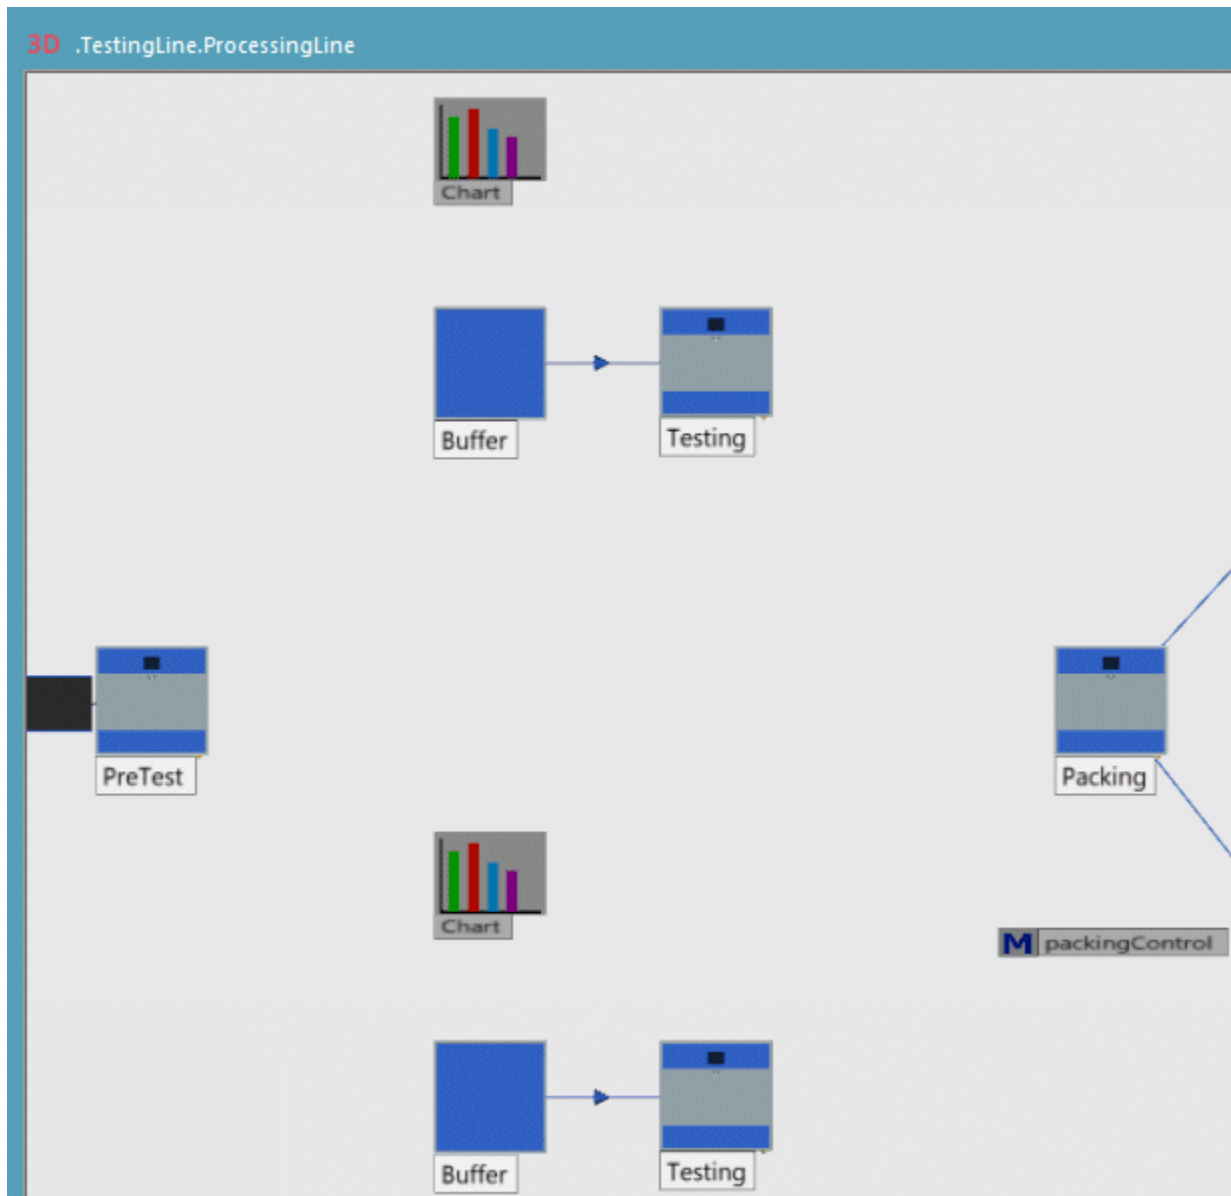 3D .TestingLine.ProcessingLine
Chart
Buffer
Testing
PreTest
Packing
Chart
M packingControl
Buffer
Testing